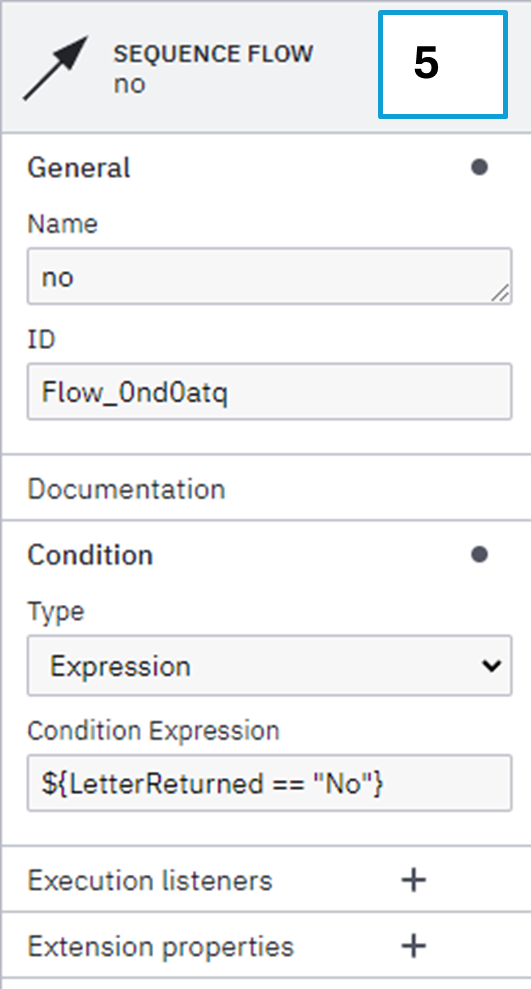 SEQUENCE FLOW
no
5
General
Name
no
ID
Flow_0nd0atq
Documentation
Condition
Type
Expression
Condition Expression
${LetterReturned == "No"}
Execution listeners +
Extension properties +